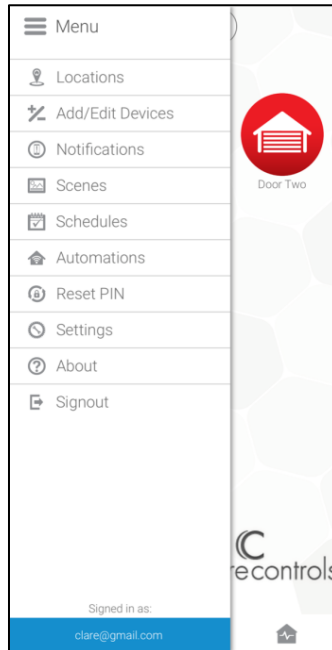 Menu
Locations
Add/Edit Devices
Notifications
Scenes
Schedules
Automations
Reset PIN
Settings
About
Signout
Door Two
econtrols
Signed in as:
clare@gmail.com